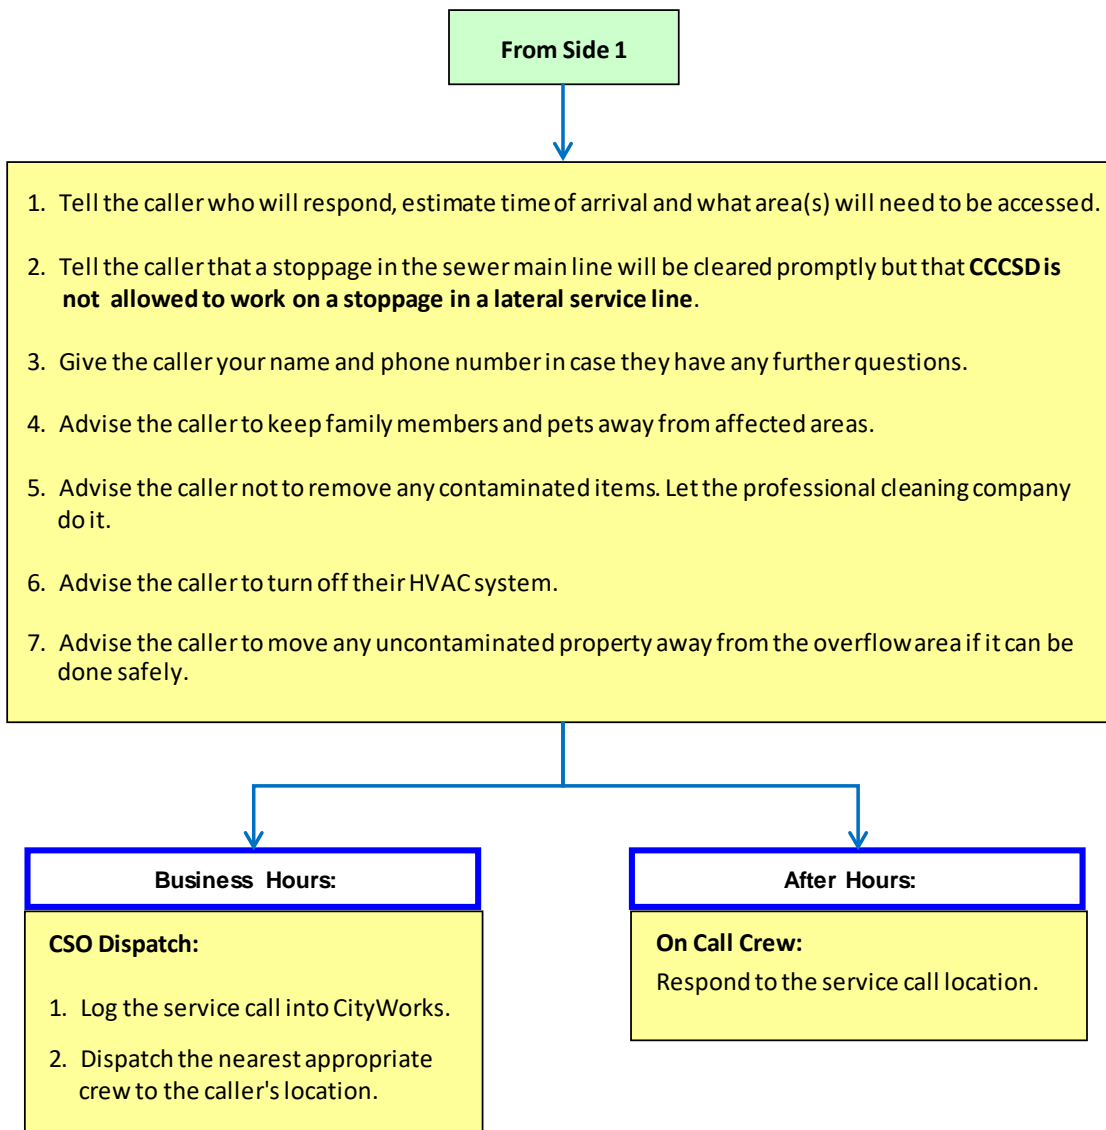 From Side 1
1. Tell the caller who will respond, estimate time of arrival and what area(s) will need to be accessed.
2. Tell the caller that a stoppage in the sewer main line will be cleared promptly but that CCCSD is
not allowed to work on a stoppage in a lateral service line.
3. Give the caller your name and phone number in case they have any further questions.
4. Advise the caller to keep family members and pets away from affected areas.
5. Advise the caller not to remove any contaminated items. Let the professional cleaning company
do it.
6. Advise the caller to turn off their HVAC system.
7. Advise the caller to move any uncontaminated property away from the overflow area if it can be
done safely.
Business Hours:
CSO Dispatch:
1. Log the service call into CityWorks.
2. Dispatch the nearest appropriate
crew to the caller's location.
After Hours:
On Call Crew:
Respond to the service call location.